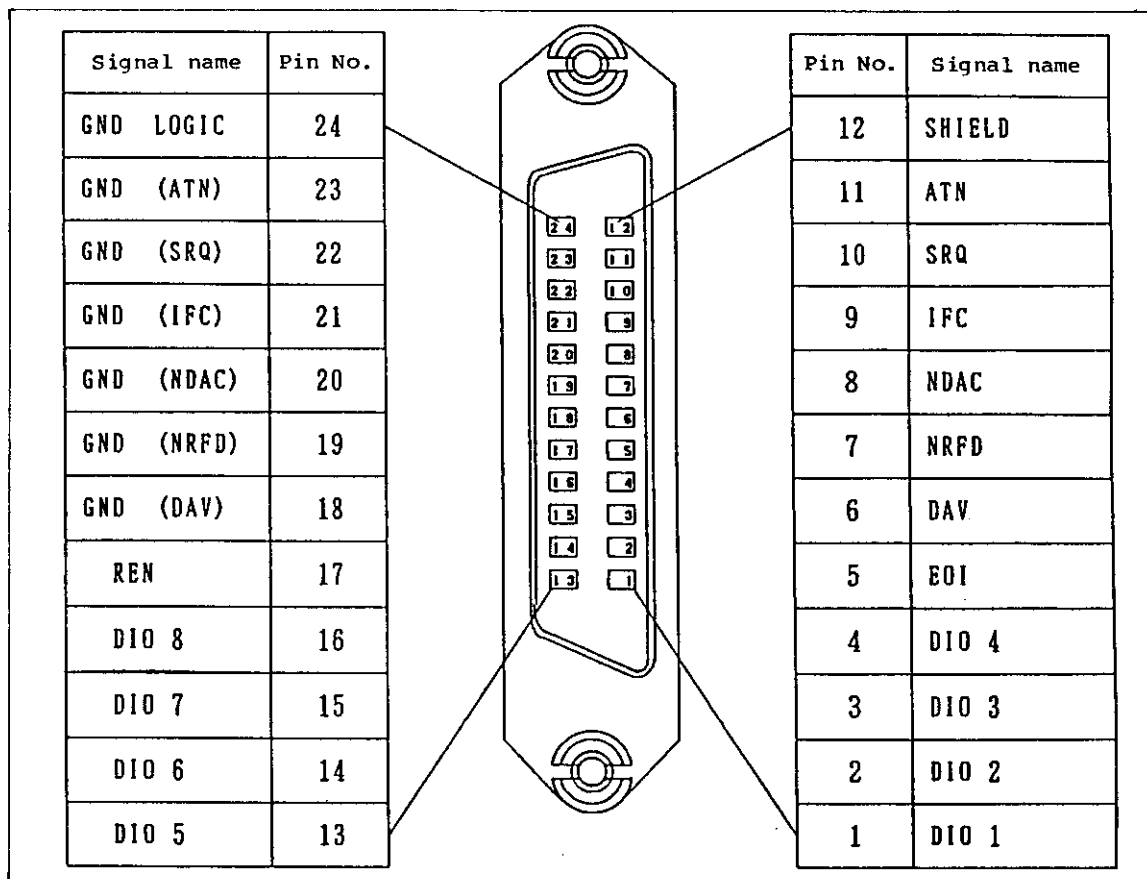 Signal name Pin No.
GND LOGIC 24
GND (ATN) 23
GND (SRQ) 22
GND (IFC) 21
GND (NDAC) 20
GND (NRFD) 19
GND (DAV) 18
REN 17
DIO 8 16
DIO 7 15
DIO 6 14
DIO 5 13
24 12
23 11
22 10
21 9
20 8
19 7
18 6
17 5
16 4
15 3
14 2
13 1
Pin No. Signal name
12 SHIELD
11 ATN
10 SRQ
9 IFC
8 NDAC
7 NRFD
6 DAV
5 EOI
4 DIO 4
3 DIO 3
2 DIO 2
1 DIO 1